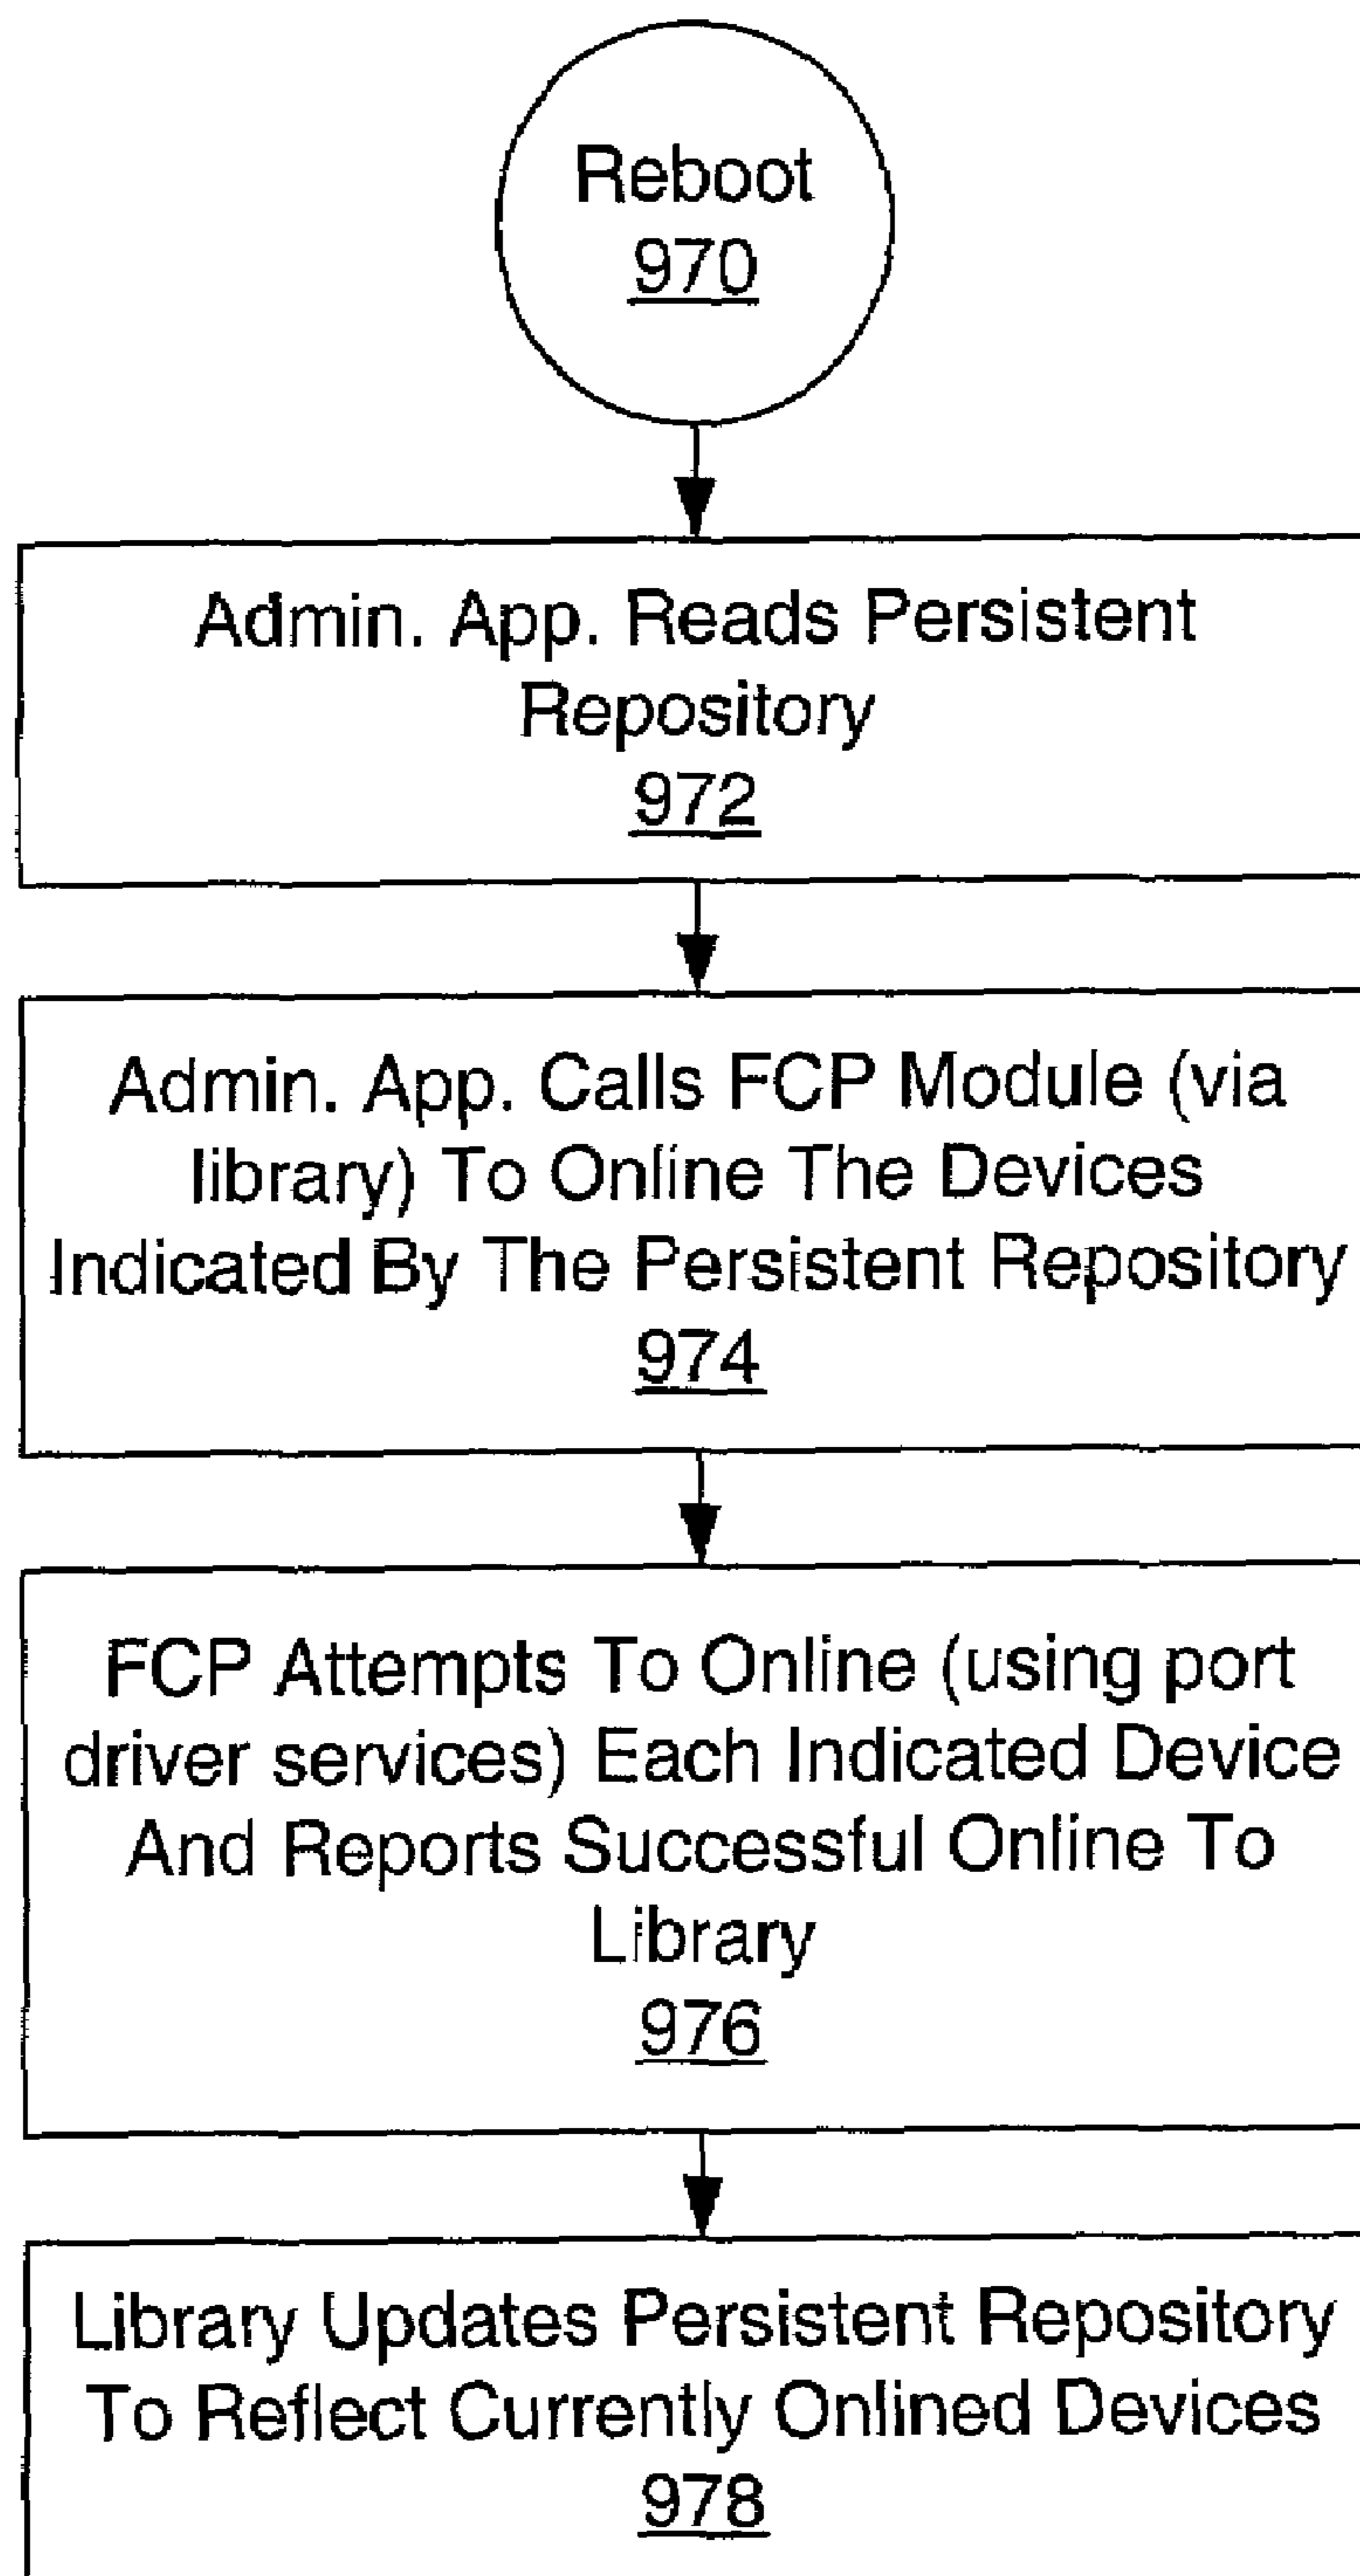 Reboot
970
Admin. App. Reads Persistent
Repository
972
Admin. App. Calls FCP Module (via
library) To Online The Devices
Indicated By The Persistent Repository
974
FCP Attempts To Online (using port
driver services) Each Indicated Device
And Reports Successful Online To
Library
976
Library Updates Persistent Repository
To Reflect Currently Onlined Devices
978